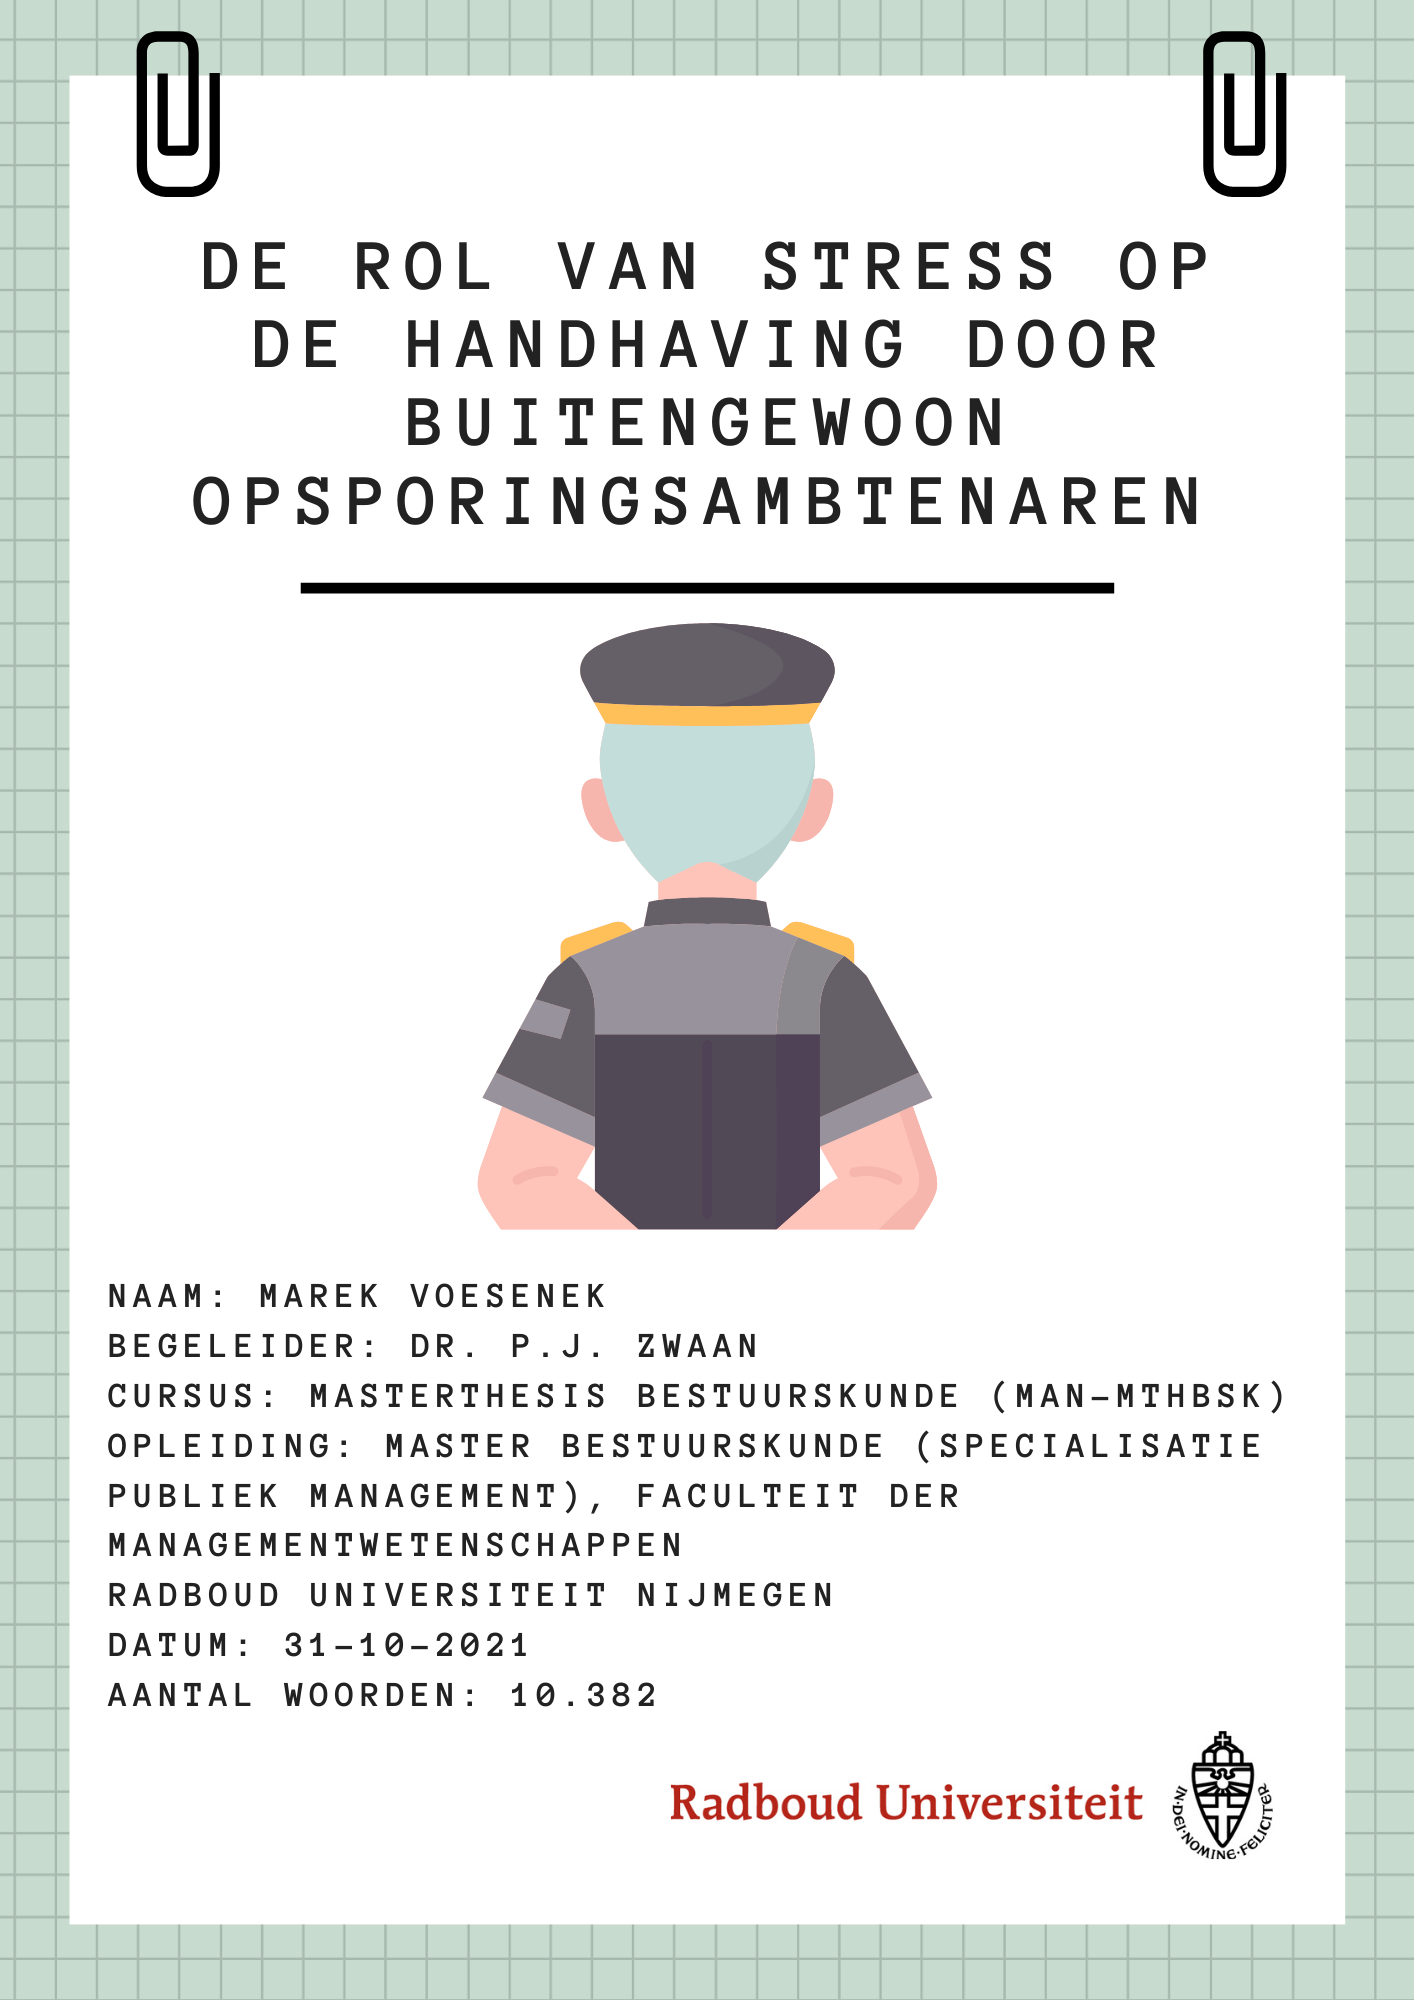 DE ROL VAN STRESS OP
DE HANDHAVING DOOR
BUITENGEWOON
OPSPORINGSAMBTENAREN
NAAM: MAREK VOESENEK
BEGELEIDER: DR. P.J. ZWAAN
CURSUS: MASTERTHESIS BESTUURSKUNDE (MAN-MTHBSK)
OPLEIDING: MASTER BESTUURSKUNDE (SPECIALISATIE
PUBLIEK MANAGEMENT), FACULTEIT DER
MANAGEMENTWETENSCHAPPEN
RADBOUD UNIVERSITEIT NIJMEGEN
DATUM: 31-10-2021
AANTAL WOORDEN: 10.382
Radboud Universiteit
IN·DEI·NOMINE·FELICITER